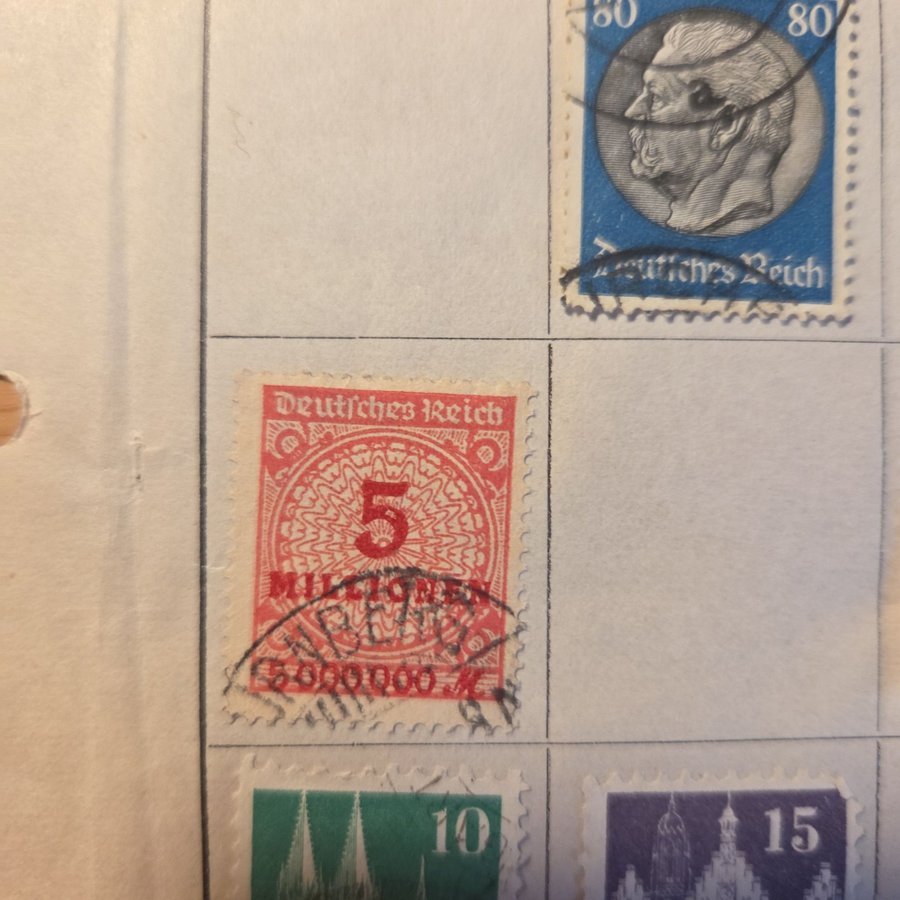 80 80
Deutsches Reich
Deutsches Reich
5
MILLIONEN
5000000 M
10
15